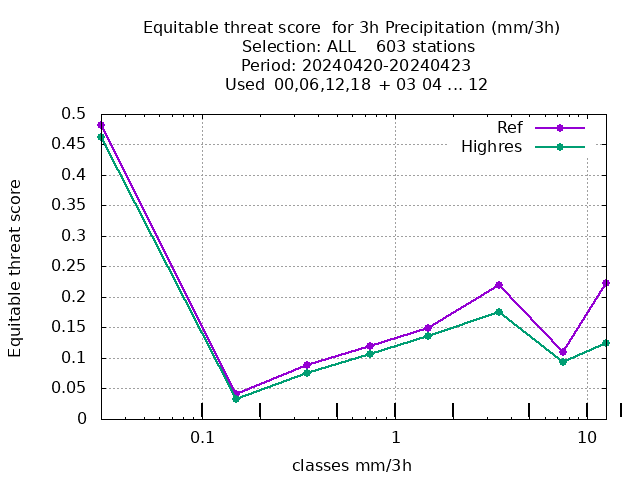 Equitable threat score  for 3h Precipitation (mm/3h)
Selection: ALL    603 stations
Period: 20240420-20240423
Used  00,06,12,18  + 03 04 ... 12
Ref
Highres
0.5
0.45
0.4
0.35
0.3
0.25
0.2
0.15
0.1
0.05
0
Equitable threat score
0.1 1 10
classes mm/3h